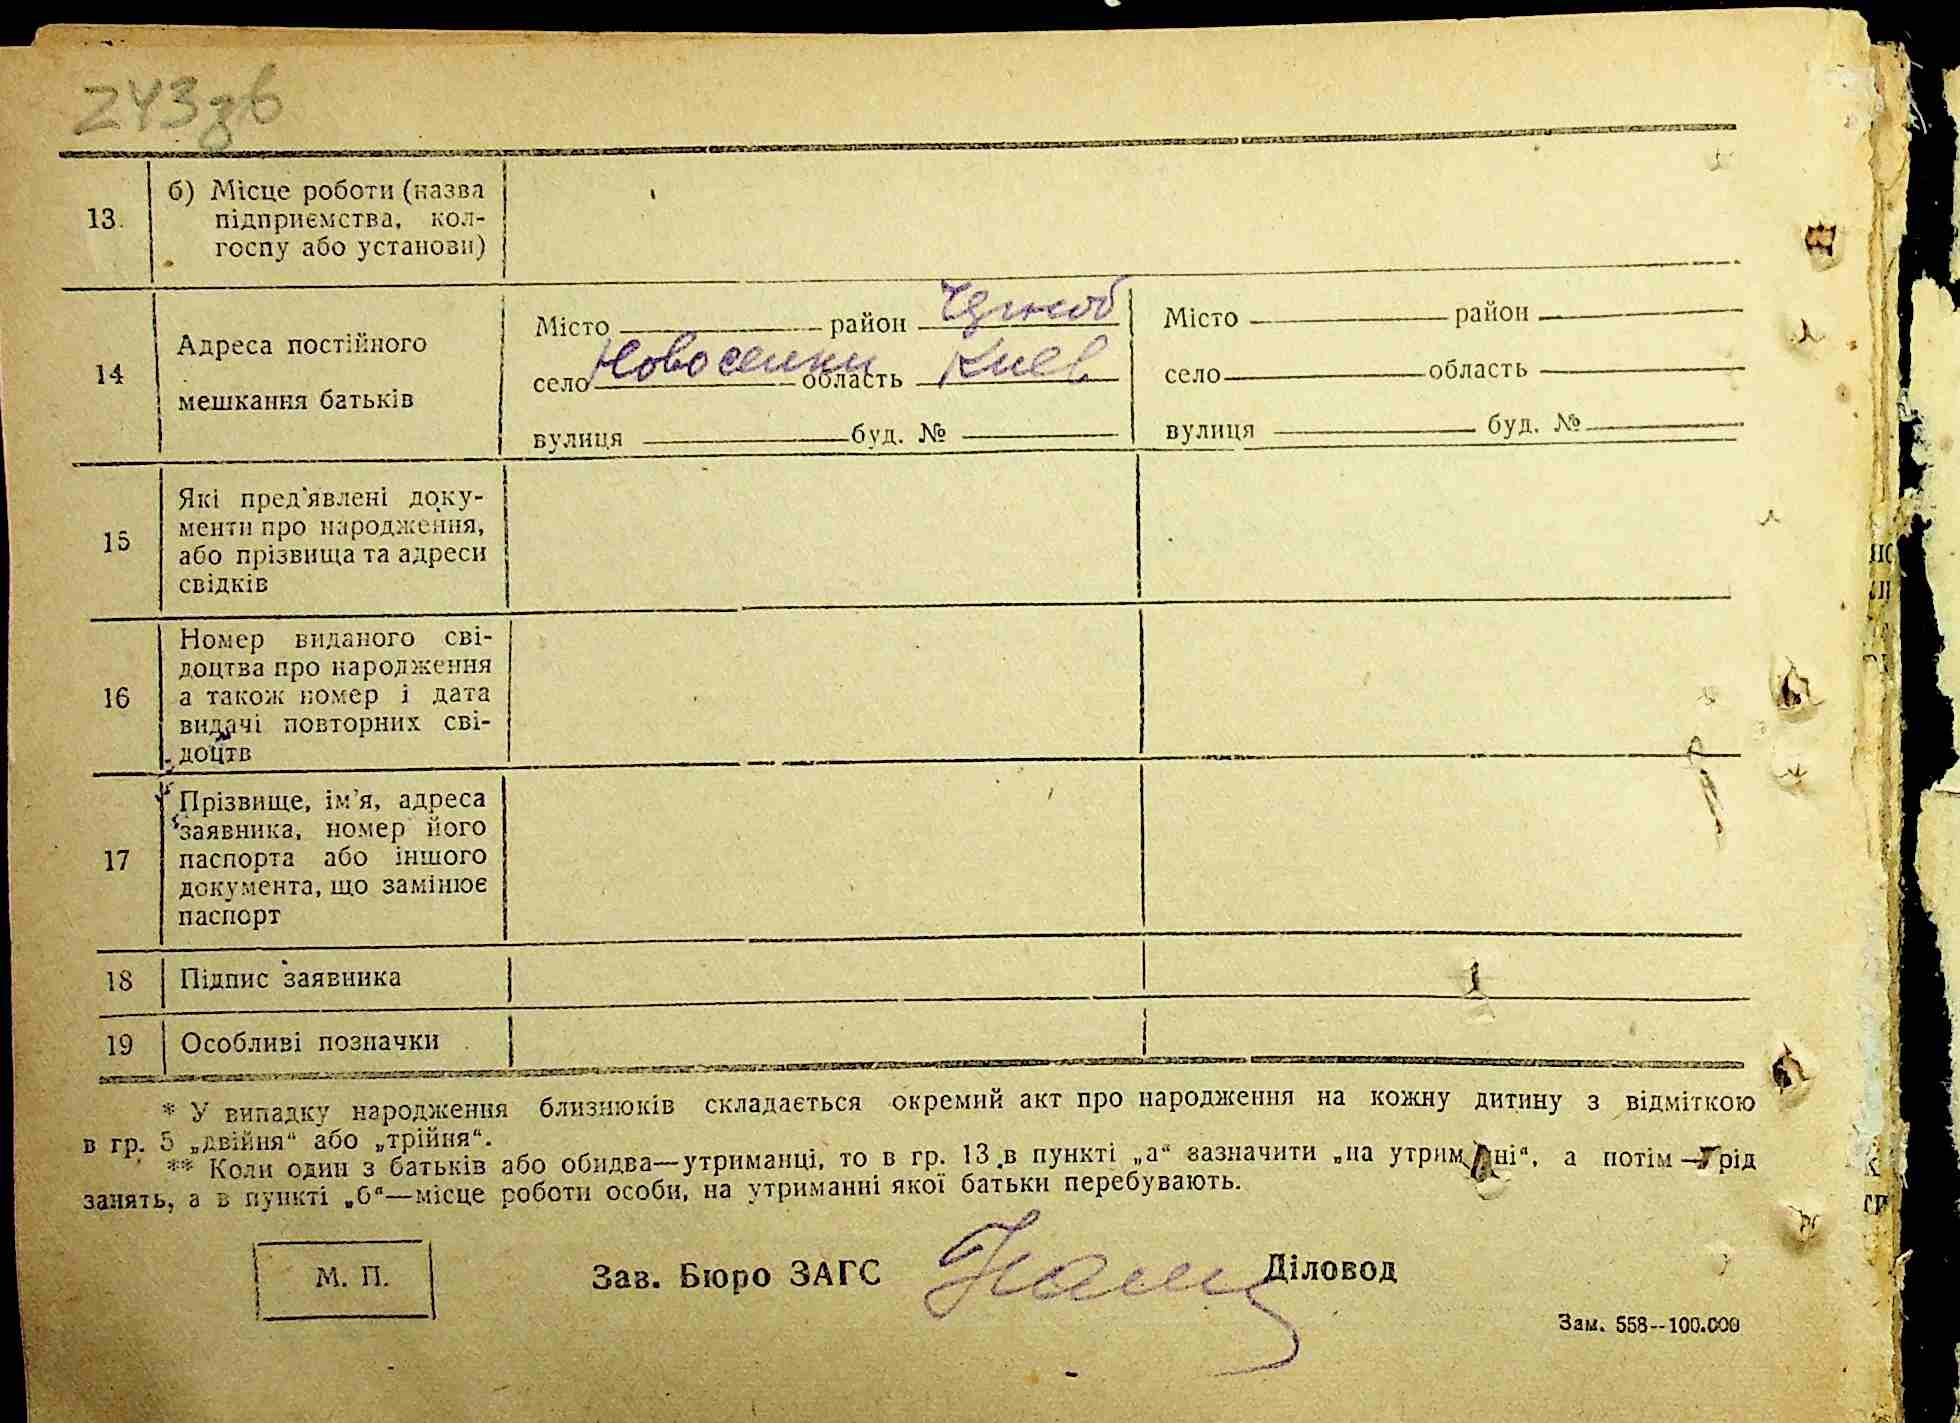 243зв
13. б) Місце роботи (назва
підприємства, кол-
госпу або установи)
14 Адреса постійного
мешкання батьків
Місто район
село Новоселки область Киев
вулиця буд. №
Місто район
село область
вулиця буд. №
15 Які пред'явлені доку-
менти про народження,
або прізвища та адреси
свідків
16 Номер виданого сві-
доцтва про народження
а також номер і дата
видачі повторних сві-
доцтв
17 Прізвище, ім'я, адреса
заявника, номер його
паспорта або іншого
документа, що замінює
паспорт
18 Підпис заявника
19 Особливі позначки
* У випадку народження близнюків складається окремий акт про народження на кожну дитину з відміткою
в гр. 5 „двійня“ або „трійня“.
** Коли один з батьків або обидва—утриманці, то в гр. 13 в пункті „а“ зазначити „на утриманні“, а потім — рід
занять, а в пункті „б“—місце роботи особи, на утриманні якої батьки перебувають.
М. П. Зав. Бюро ЗАГС Діловод
Зам. 558--100.000